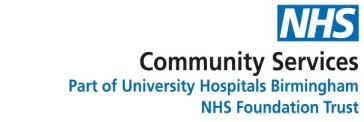 NHS
Community Services
Part of University Hospitals Birmingham
NHS Foundation Trust